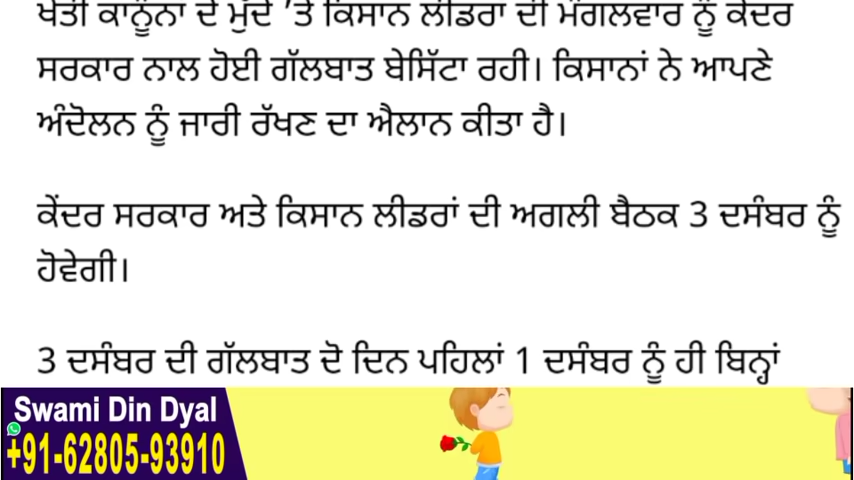 ਖੇਤੀ ਕਾਨੂੰਨਾਂ ਦੇ ਮੁੱਦੇ 'ਤੇ ਕਿਸਾਨ ਲੀਡਰਾਂ ਦੀ ਮੰਗਲਵਾਰ ਨੂੰ ਕੇਂਦਰ
ਸਰਕਾਰ ਨਾਲ ਹੋਈ ਗੱਲਬਾਤ ਬੇਸਿੱਟਾ ਰਹੀ। ਕਿਸਾਨਾਂ ਨੇ ਆਪਣੇ
ਅੰਦੋਲਨ ਨੂੰ ਜਾਰੀ ਰੱਖਣ ਦਾ ਐਲਾਨ ਕੀਤਾ ਹੈ।
ਕੇਂਦਰ ਸਰਕਾਰ ਅਤੇ ਕਿਸਾਨ ਲੀਡਰਾਂ ਦੀ ਅਗਲੀ ਬੈਠਕ 3 ਦਸੰਬਰ ਨੂੰ
ਹੋਵੇਗੀ।
3 ਦਸੰਬਰ ਦੀ ਗੱਲਬਾਤ ਦੋ ਦਿਨ ਪਹਿਲਾਂ 1 ਦਸੰਬਰ ਨੂੰ ਹੀ ਬਿਨ੍ਹਾਂ
Swami Din Dyal
+91-62805-93910